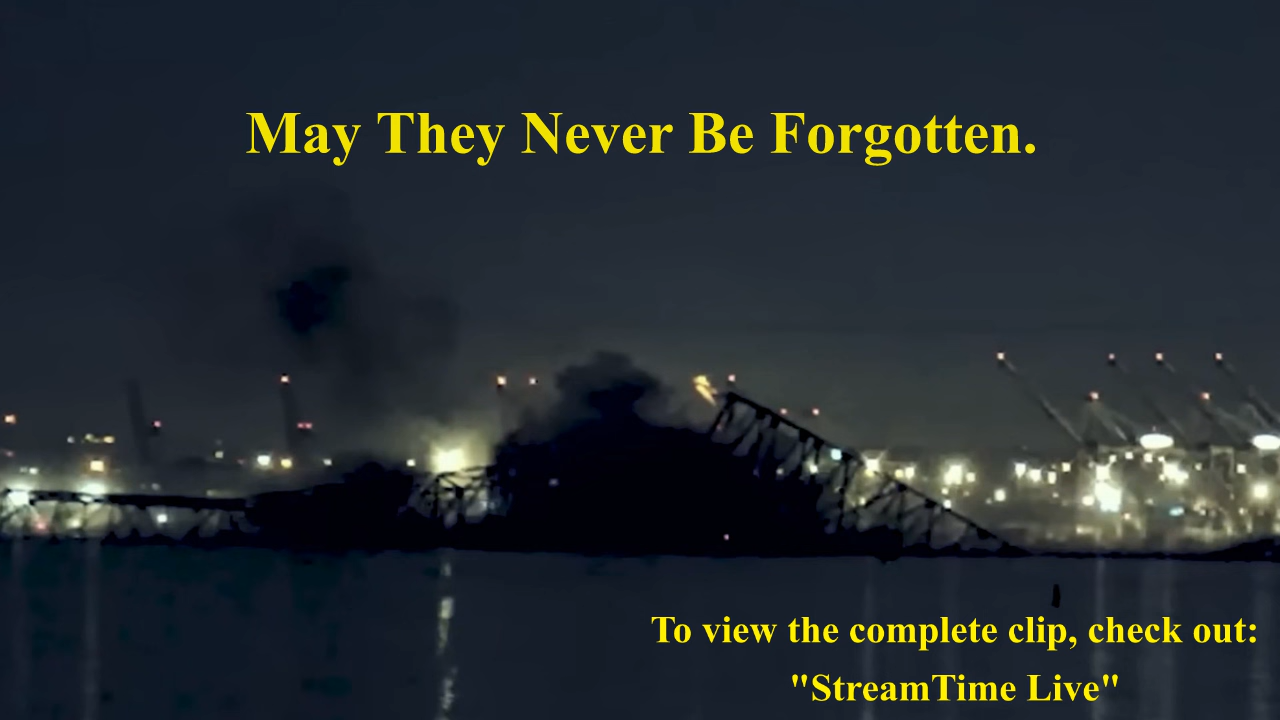 May They Never Be Forgotten.
To view the complete clip, check out:
"StreamTime Live"